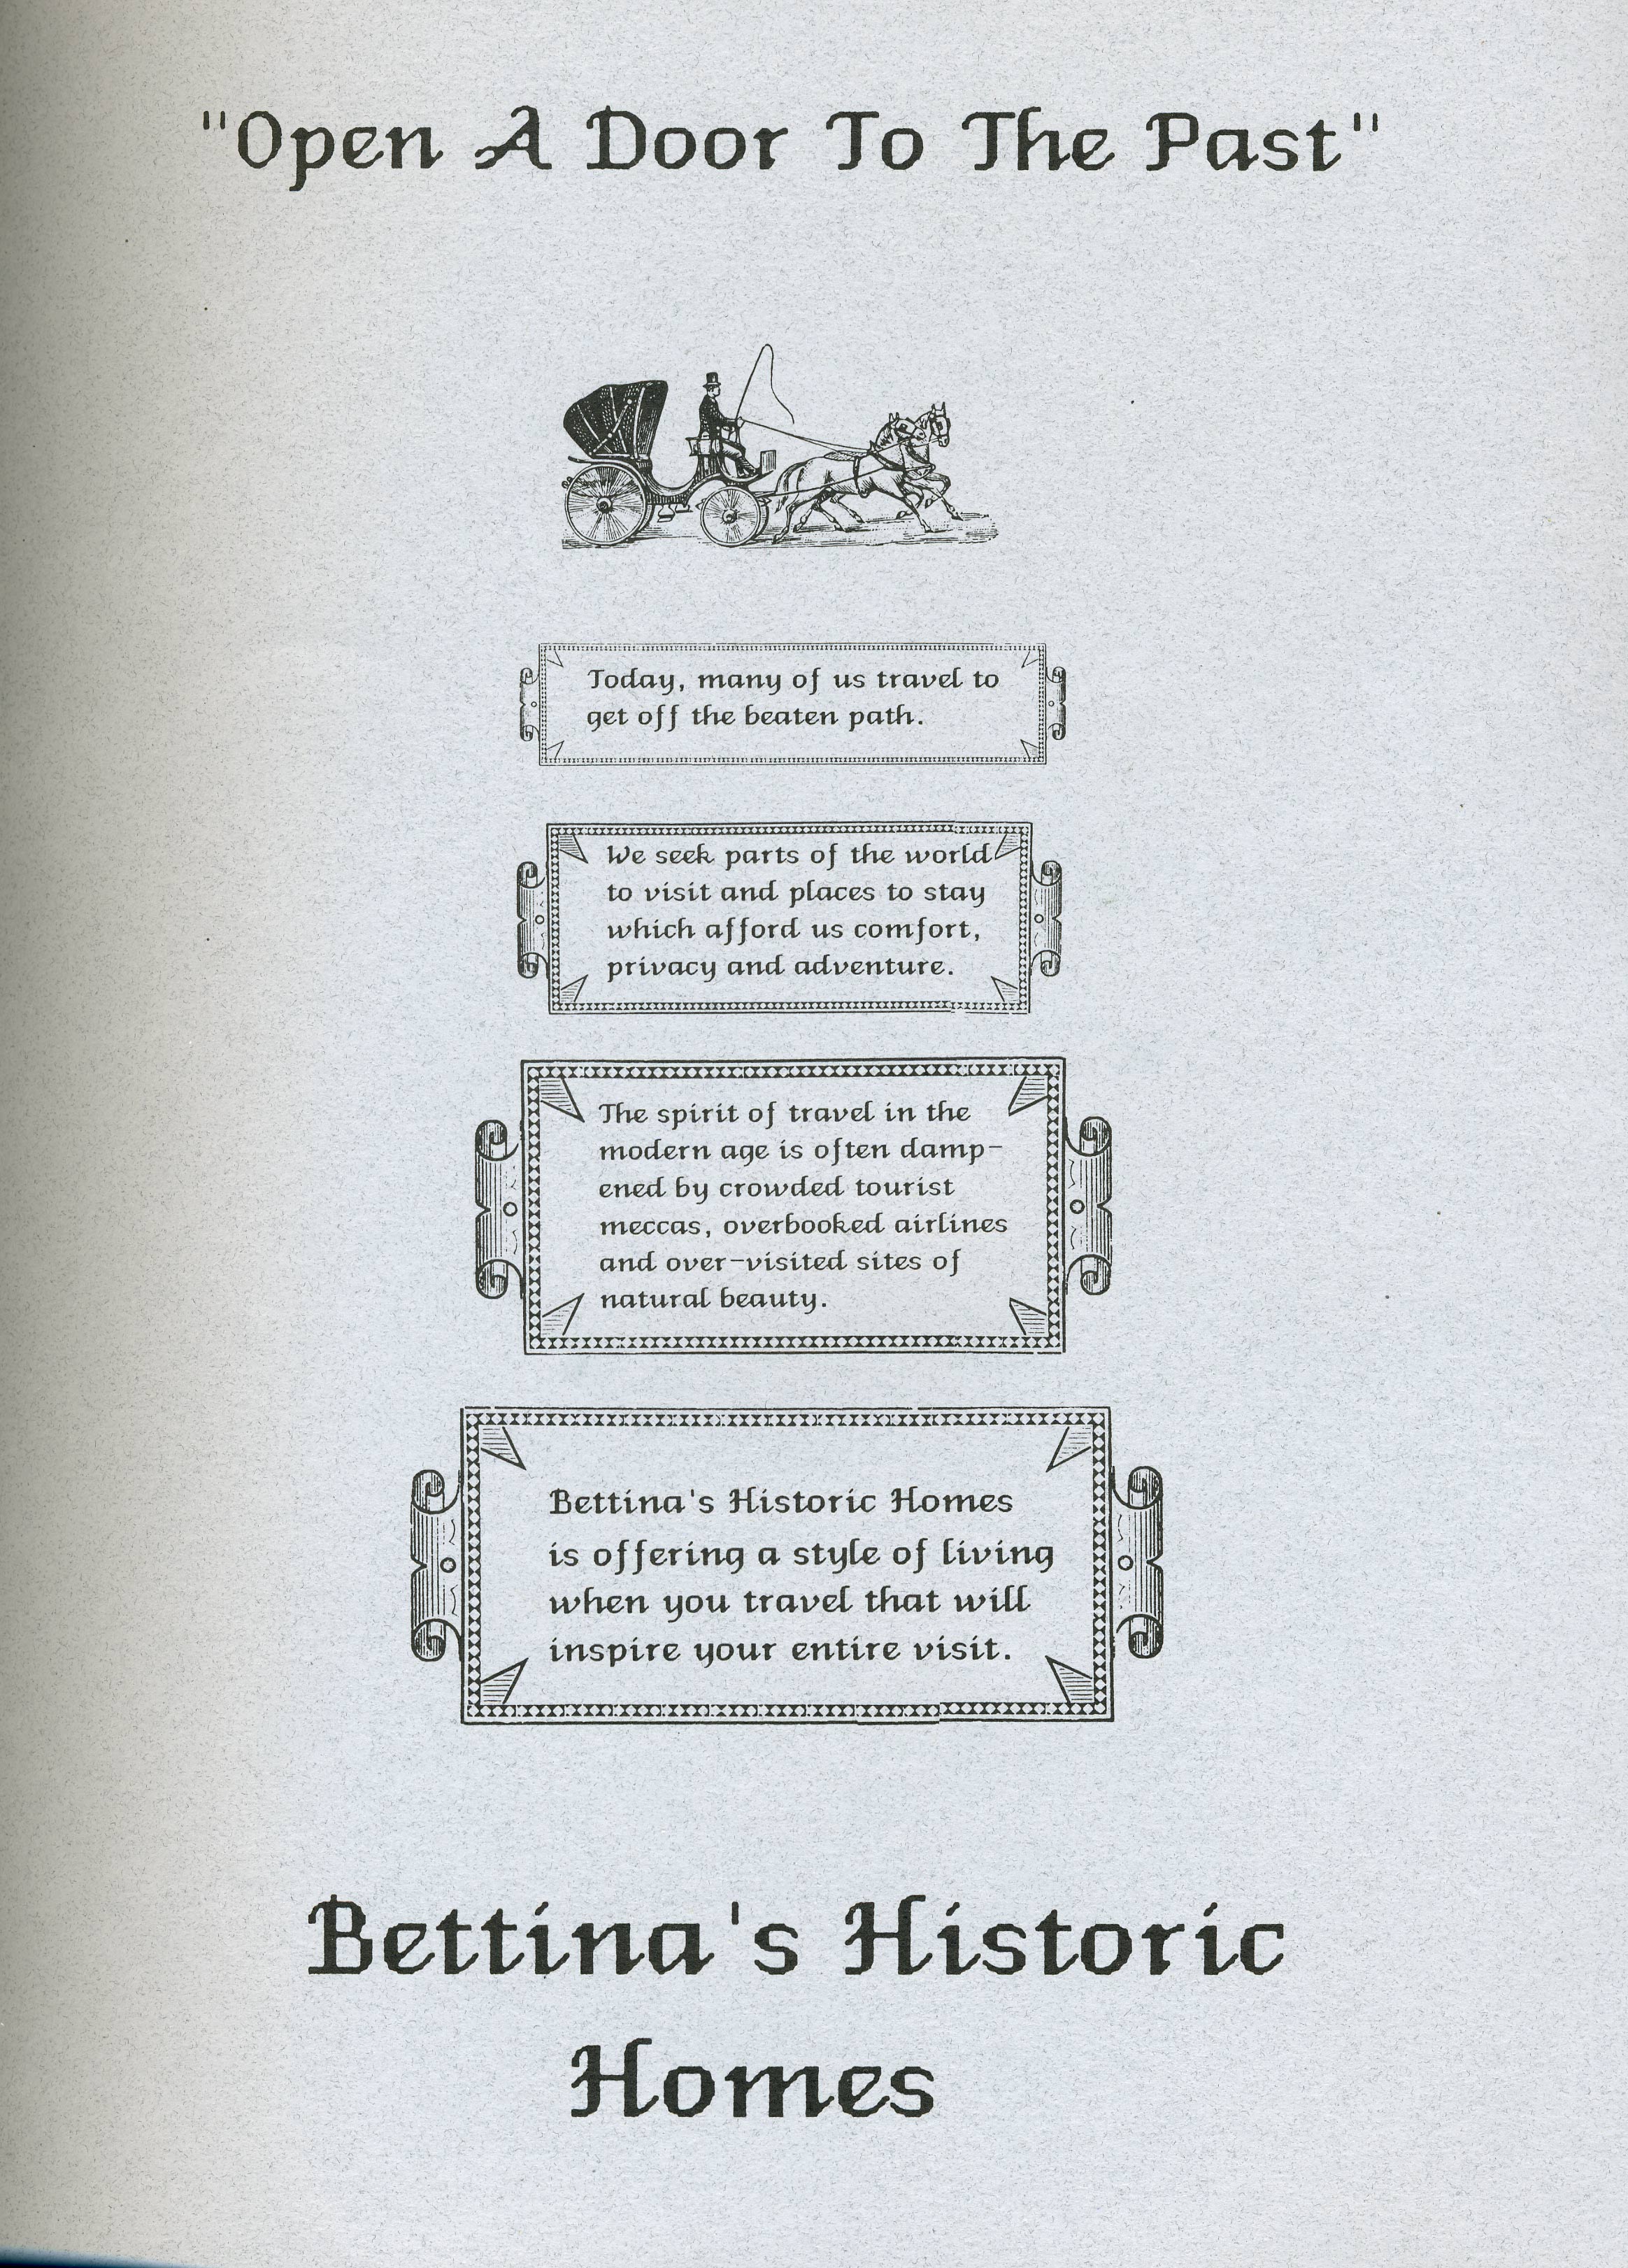 "Open A Door To The Past"
Today, many of us travel to
get off the beaten path.
We seek parts of the world
to visit and places to stay
which afford us comfort,
privacy and adventure.
The spirit of travel in the
modern age is often damp-
ened by crowded tourist
meccas, overbooked airlines
and over-visited sites of
natural beauty.
Bettina's Historic Homes
is offering a style of living
when you travel that will
inspire your entire visit.
Bettina's Historic
Homes